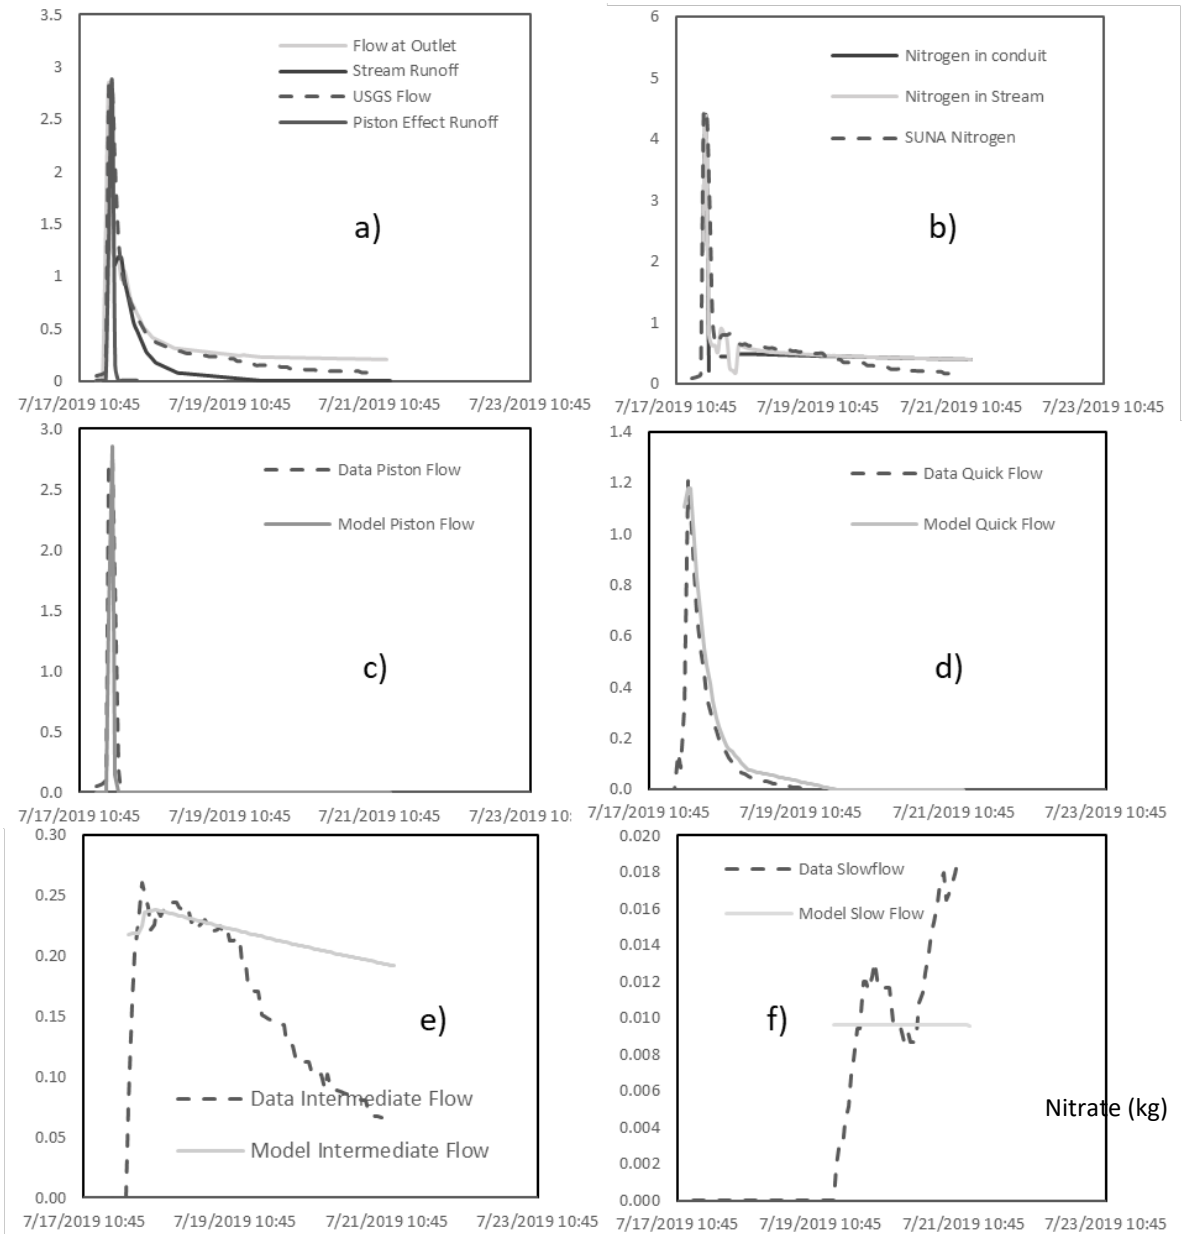 3.5
3
2.5
2
1.5
1
0.5
0
Flow at Outlet
Stream Runoff
USGS Flow
Piston Effect Runoff
a)
7/17/2019 10:45 7/19/2019 10:45 7/21/2019 10:45 7/23/2019 10:45
6
5
4
3
2
1
0
Nitrogen in conduit
Nitrogen in Stream
SUNA Nitrogen
b)
7/17/2019 10:45 7/19/2019 10:45 7/21/2019 10:45 7/23/2019 10:45
3.0
2.5
2.0
1.5
1.0
0.5
0.0
Data Piston Flow
Model Piston Flow
c)
7/17/2019 10:45 7/19/2019 10:45 7/21/2019 10:45 7/23/2019 10:
1.4
1.2
1.0
0.8
0.6
0.4
0.2
0.0
Data Quick Flow
Model Quick Flow
d)
7/17/2019 10:45 7/19/2019 10:45 7/21/2019 10:45 7/23/2019 10:45
0.30
0.25
0.20
0.15
0.10
0.05
0.00
e)
Data Intermediate Flow
Model Intermediate Flow
7/17/2019 10:45 7/19/2019 10:45 7/21/2019 10:45 7/23/2019 10:45
0.020
0.018
0.016
0.014
0.012
0.010
0.008
0.006
0.004
0.002
0.000
Data Slowflow
Model Slow Flow
f)
Nitrate (kg)
7/17/2019 10:45 7/19/2019 10:45 7/21/2019 10:45 7/23/2019 10:45